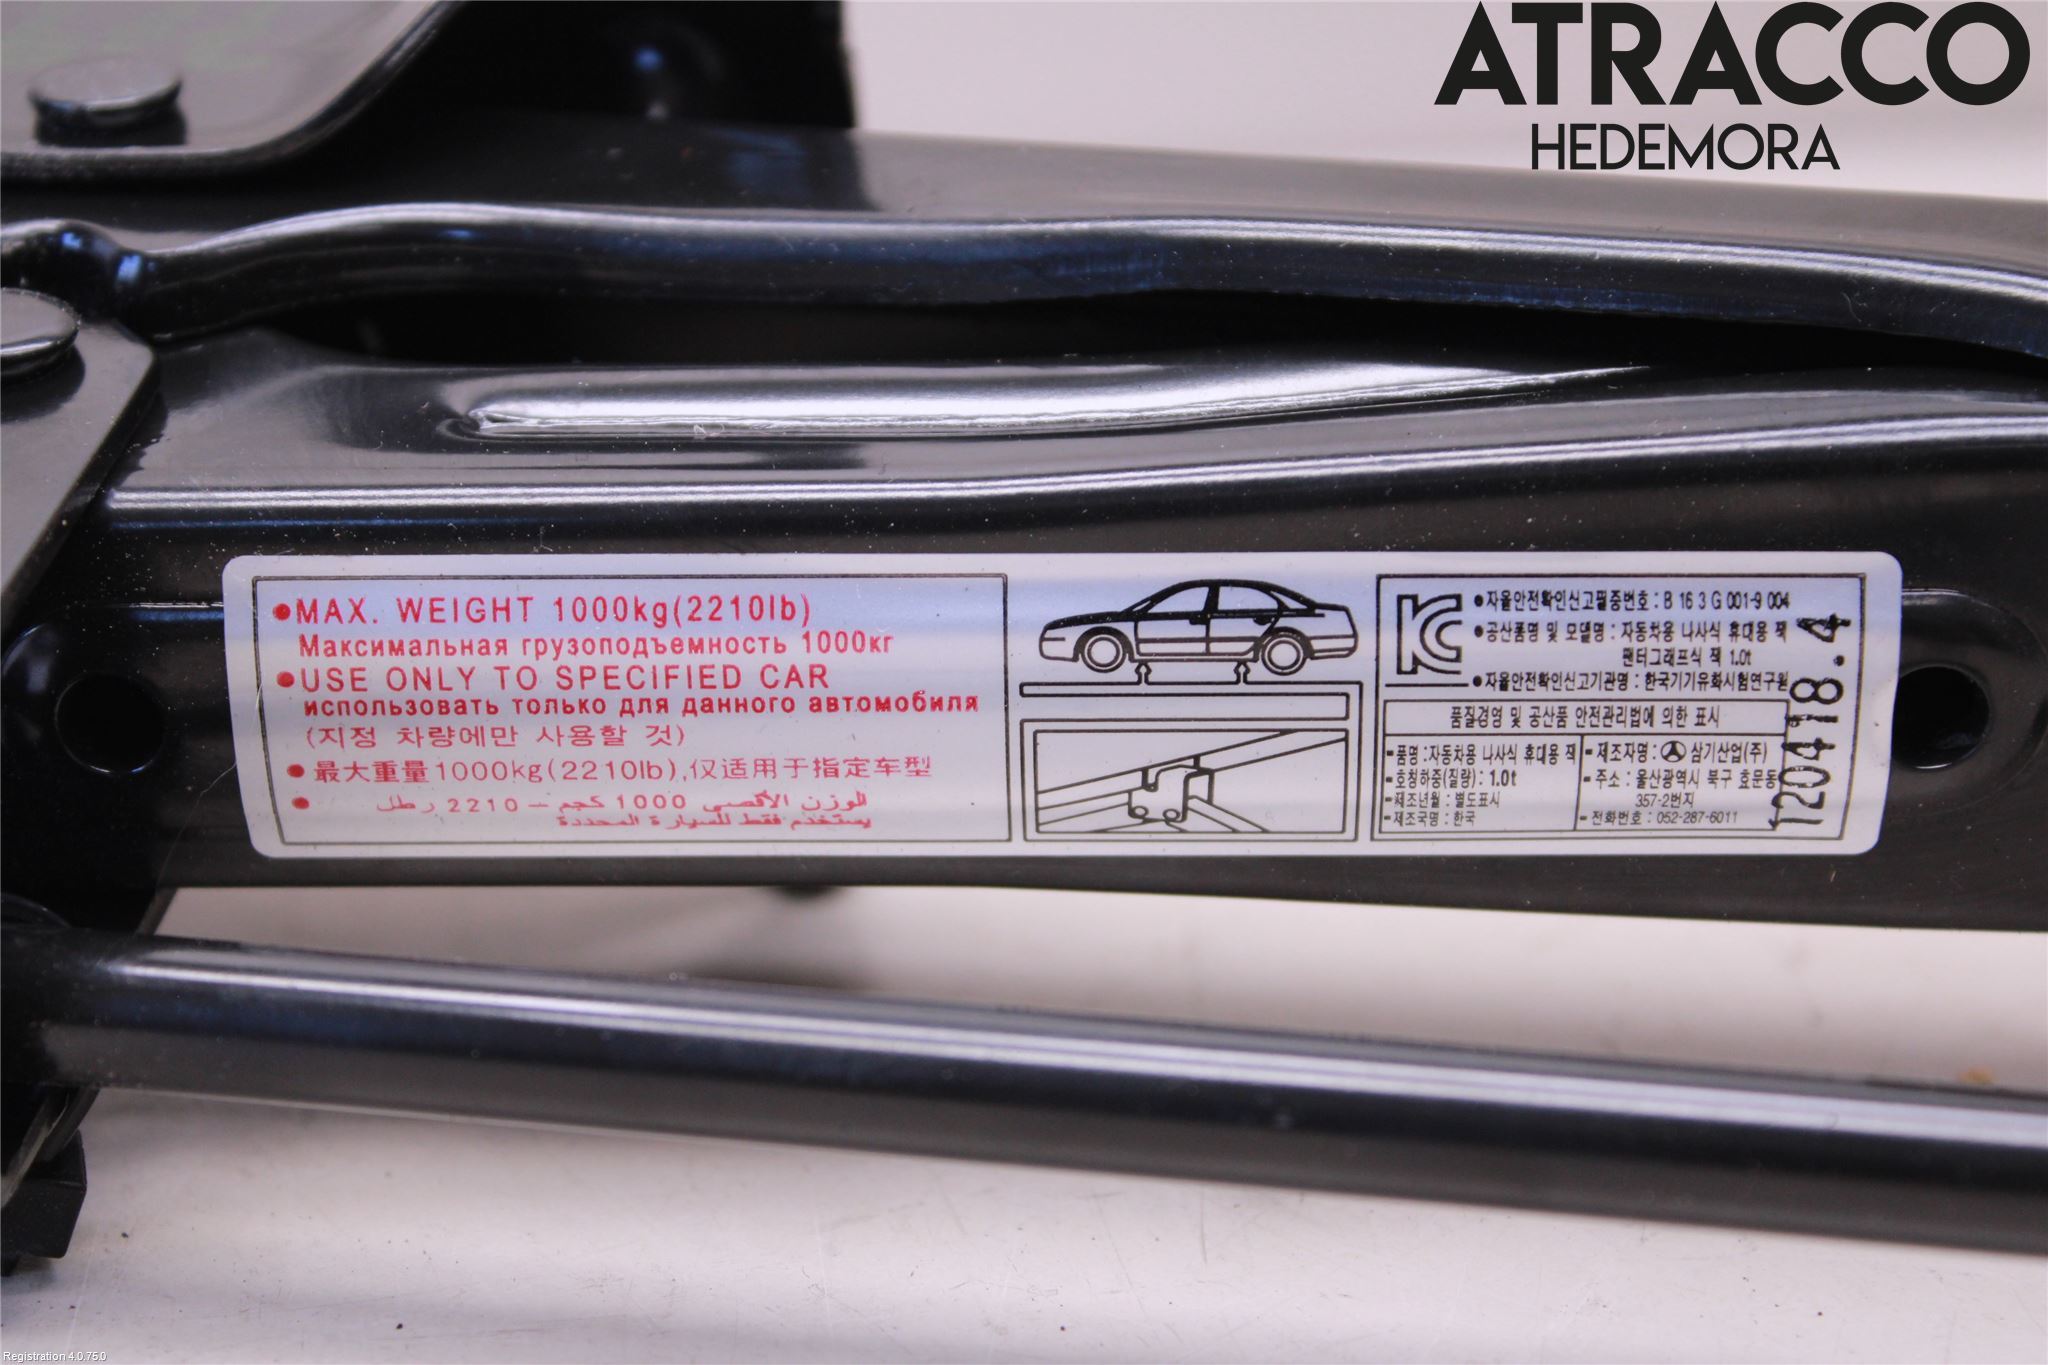 ATRACCO
HEDEMORA
●MAX. WEIGHT 1000kg(2210lb)
Максимальная грузоподъемность 1000кг
●USE ONLY TO SPECIFIED CAR
использовать только для данного автомобиля
(지정 차량에만 사용할 것)
●最大重量1000kg(2210lb),仅适用于指定车型
● الوزن الأقصى 1000 كجم – 2210 رطل
يستخدم فقط للسيارة المحددة
●자율안전확인신고필증번호 : B 16 3 G 001-9 004
●공산품명 및 모델명 : 자동차용 나사식 휴대용 잭
팬터그래프식 잭 1.0t
●자율안전확인신고기관명 : 한국기기유화시험연구원
품질경영 및 공산품 안전관리법에 의한 표시
- 품명 : 자동차용 나사식 휴대용 잭
- 호칭하중(질량) : 1.0t
- 제조년월 : 별도표시
- 제조국명 : 한국
- 제조자명 : 삼기산업(주)
- 주소 : 울산광역시 북구 효문동
357-2번지
- 전화번호 : 052-287-6011
120418.4
Registration 4.0.75.0